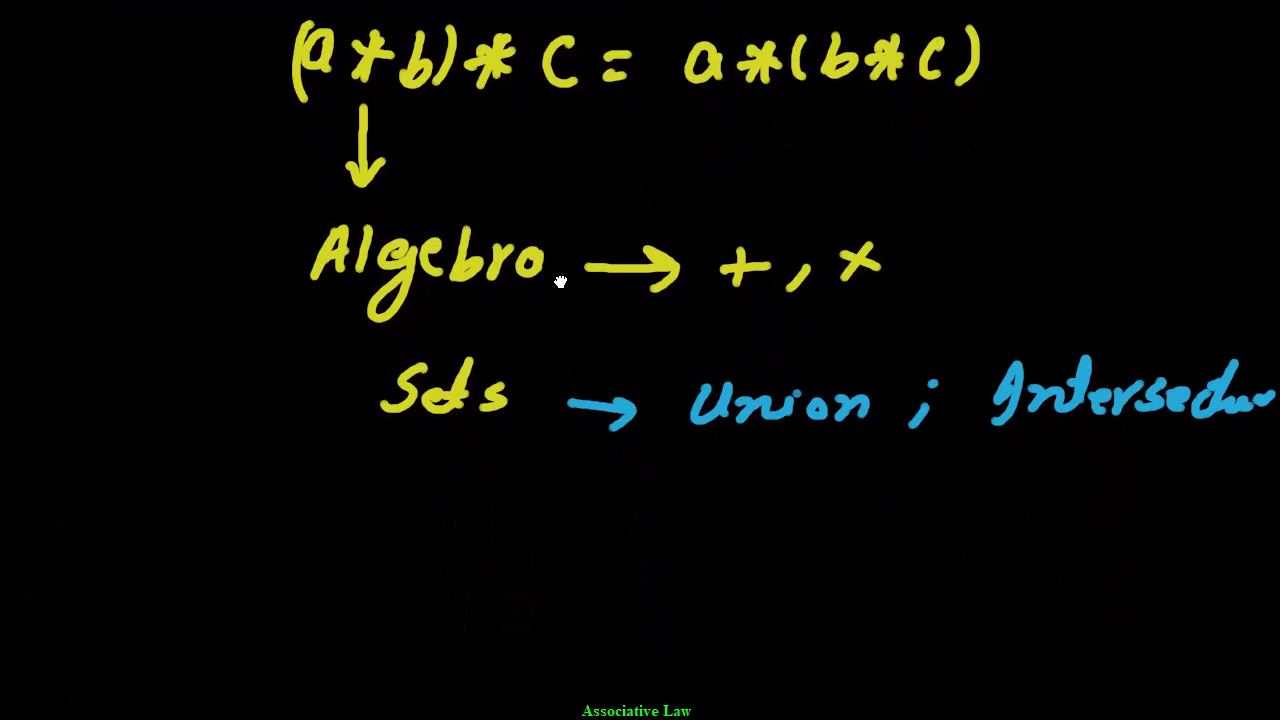 (a * b) * c = a * (b * c)
Algebra → +, ×
Sets → Union ; Intersection
Associative Law